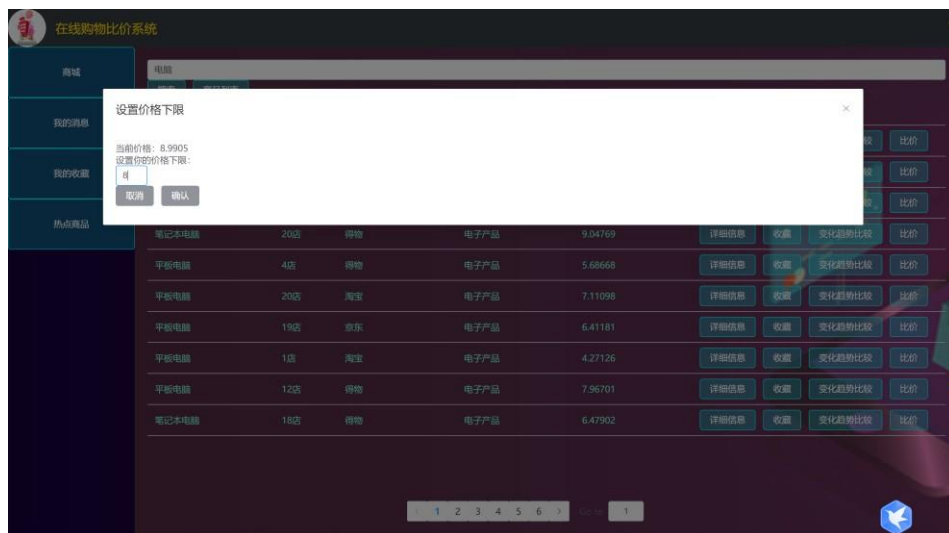 在线购物比价系统
商城
电脑
我的消息
设置价格下限 ×
当前价格: 8.9905
设置你的价格下限:
8
取消 确认
比价
我的收藏
比价
比价
热点商品
笔记本电脑 20店 得物 电子产品 9.04769 详细信息 收藏 变化趋势比较 比价
平板电脑 4店 得物 电子产品 5.68668 详细信息 收藏 变化趋势比较 比价
平板电脑 20店 淘宝 电子产品 7.11098 详细信息 收藏 变化趋势比较 比价
平板电脑 19店 京东 电子产品 6.41181 详细信息 收藏 变化趋势比较 比价
平板电脑 1店 淘宝 电子产品 4.27126 详细信息 收藏 变化趋势比较 比价
平板电脑 12店 得物 电子产品 7.96701 详细信息 收藏 变化趋势比较 比价
笔记本电脑 18店 得物 电子产品 6.47902 详细信息 收藏 变化趋势比较 比价
‹ 1 2 3 4 5 6 › Go to 1